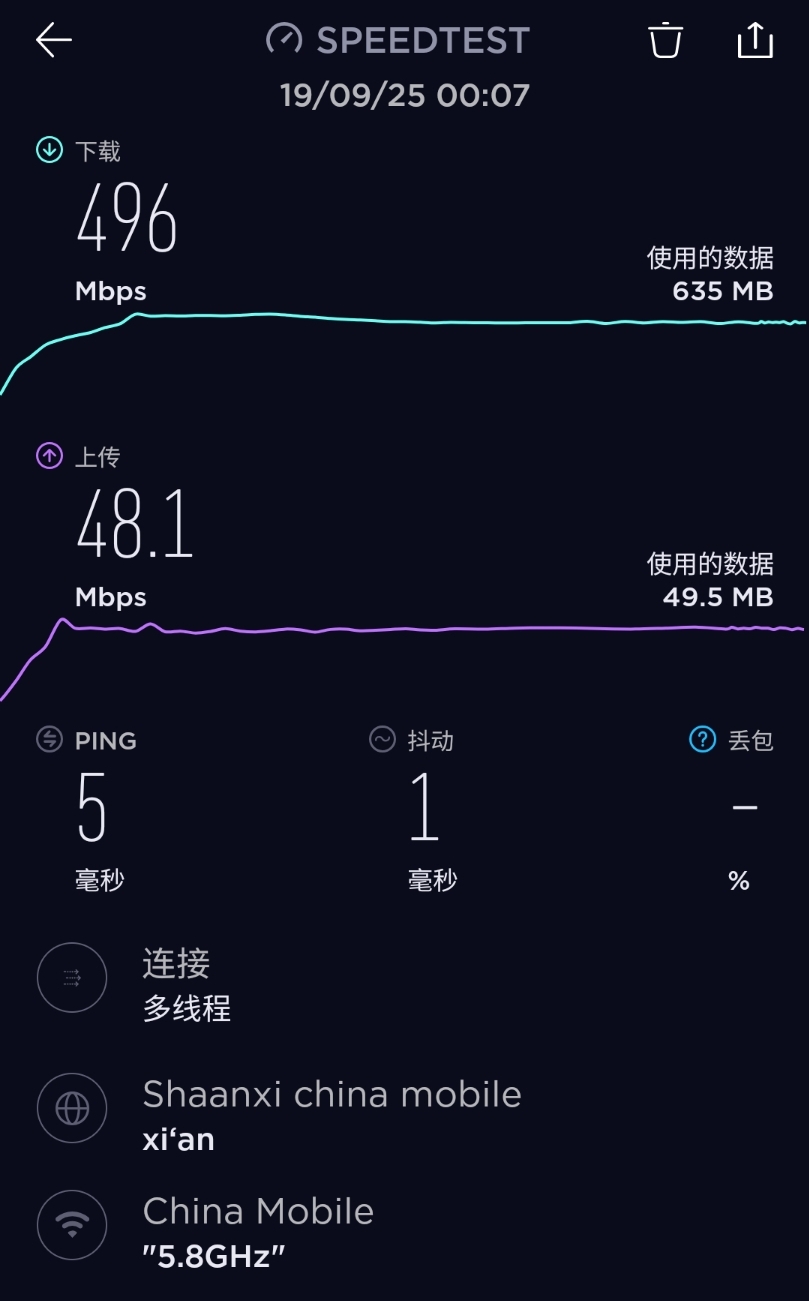 SPEEDTEST
19/09/25 00:07
下载
496
Mbps
使用的数据
635 MB
上传
48.1
Mbps
使用的数据
49.5 MB
PING
5
毫秒
抖动
1
毫秒
? 丢包
–
%
连接
多线程
Shaanxi china mobile
xi‘an
China Mobile
"5.8GHz"